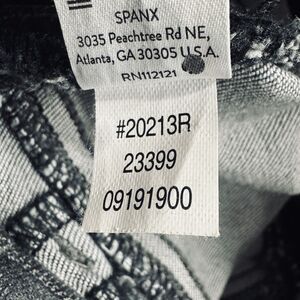 SPANX
3035 Peachtree Rd NE,
Atlanta, GA 30305 U.S.A.
RN112121
#20213R
23399
09191900